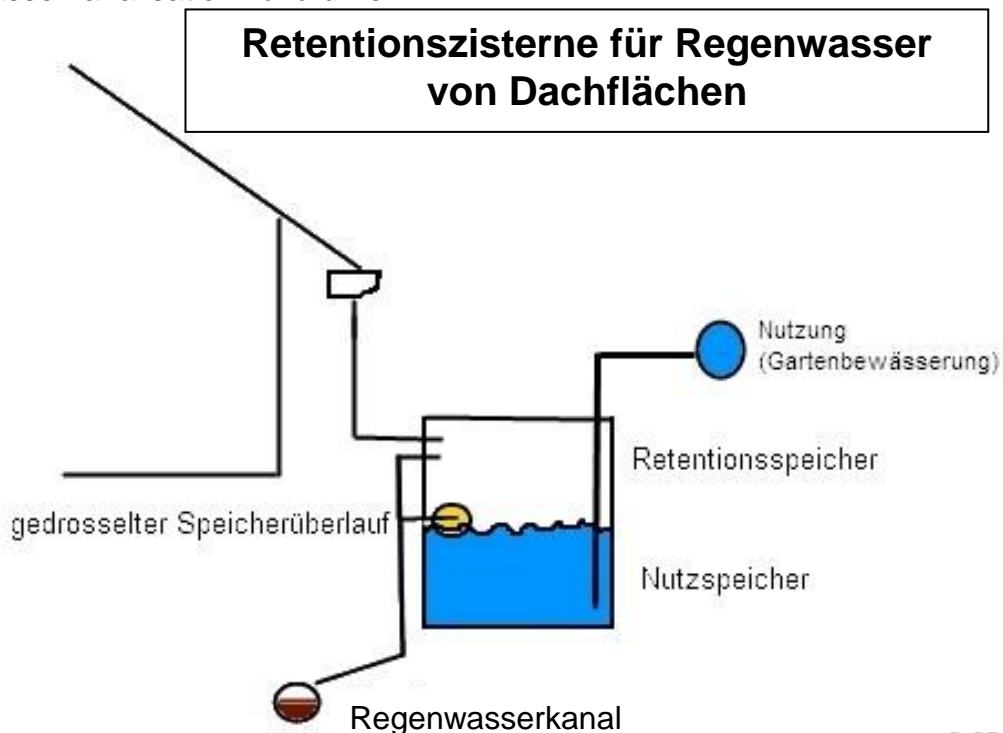 Retentionszisterne für Regenwasser
von Dachflächen
Nutzung
(Gartenbewässerung)
Retentionsspeicher
gedrosselter Speicherüberlauf
Nutzspeicher
Regenwasserkanal